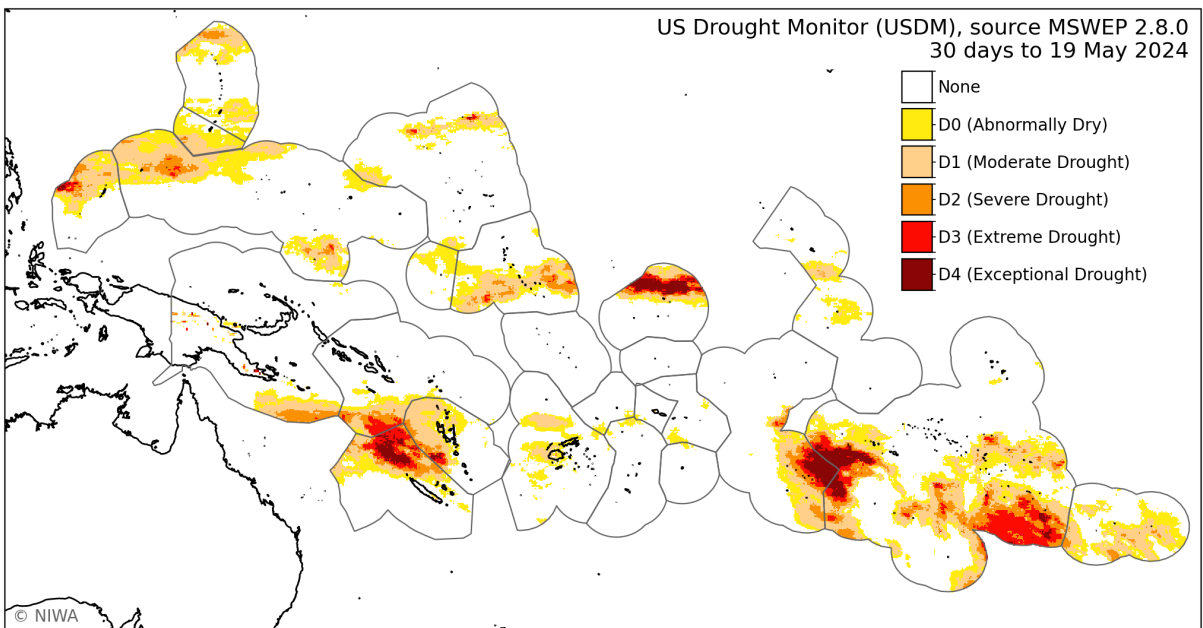 US Drought Monitor (USDM), source MSWEP 2.8.0
30 days to 19 May 2024
None
D0 (Abnormally Dry)
D1 (Moderate Drought)
D2 (Severe Drought)
D3 (Extreme Drought)
D4 (Exceptional Drought)
© NIWA